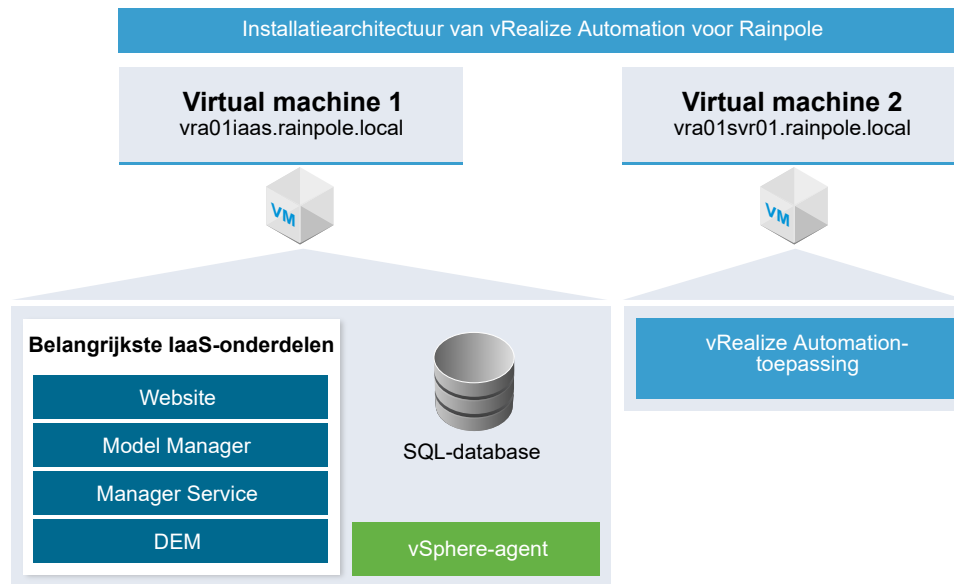 Installatiearchitectuur van vRealize Automation voor Rainpole
Virtual machine 1
vra01iaas.rainpole.local
Virtual machine 2
vra01svr01.rainpole.local
VM
VM
Belangrijkste IaaS-onderdelen
Website
Model Manager
Manager Service
DEM
SQL-database
vSphere-agent
vRealize Automation-
toepassing